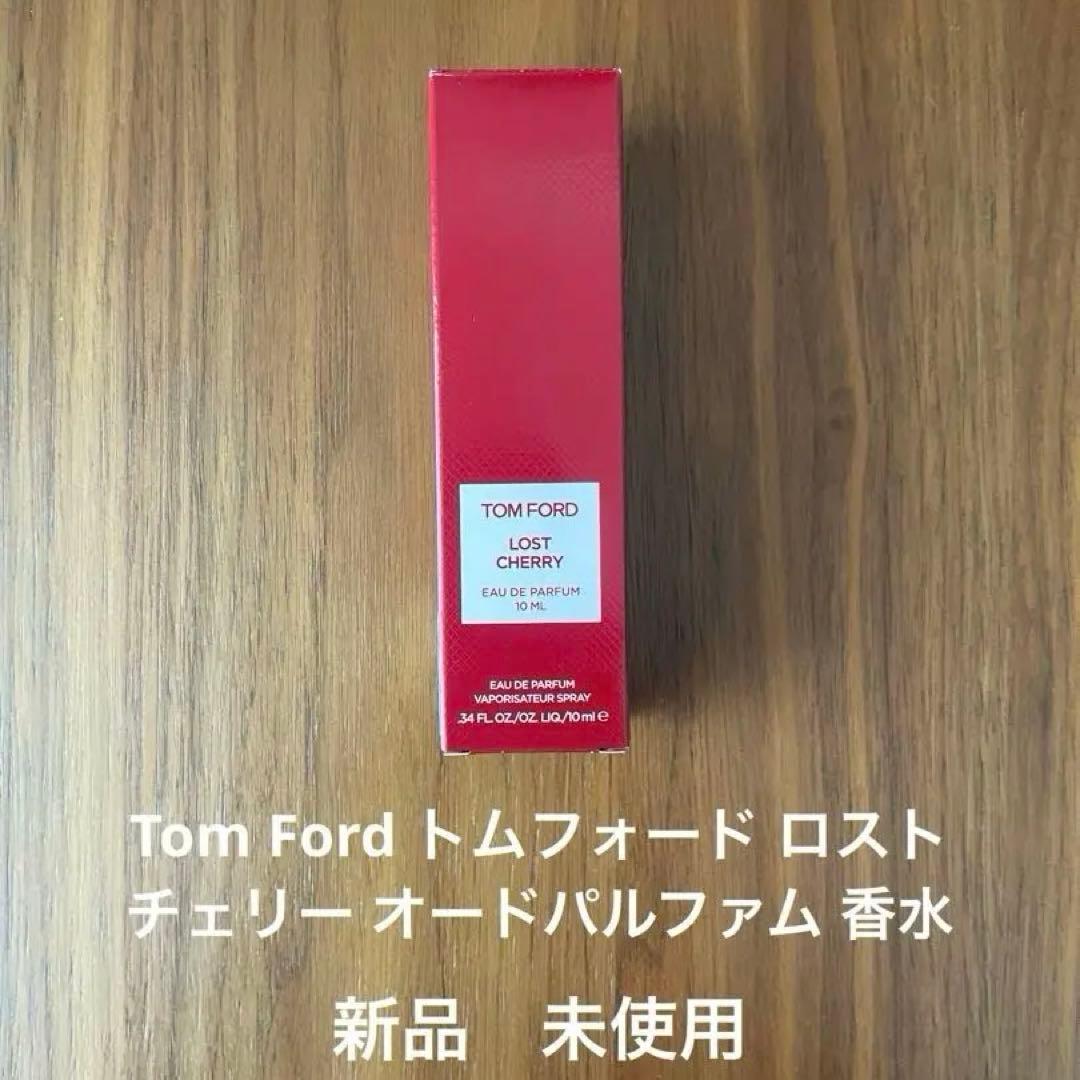 TOM FORD
LOST
CHERRY
EAU DE PARFUM
10 ML
EAU DE PARFUM
VAPORISATEUR SPRAY
.34 FL. OZ./OZ. LIQ./10 ml ℮
Tom Ford トムフォード ロスト
チェリー オードパルファム 香水
新品　未使用